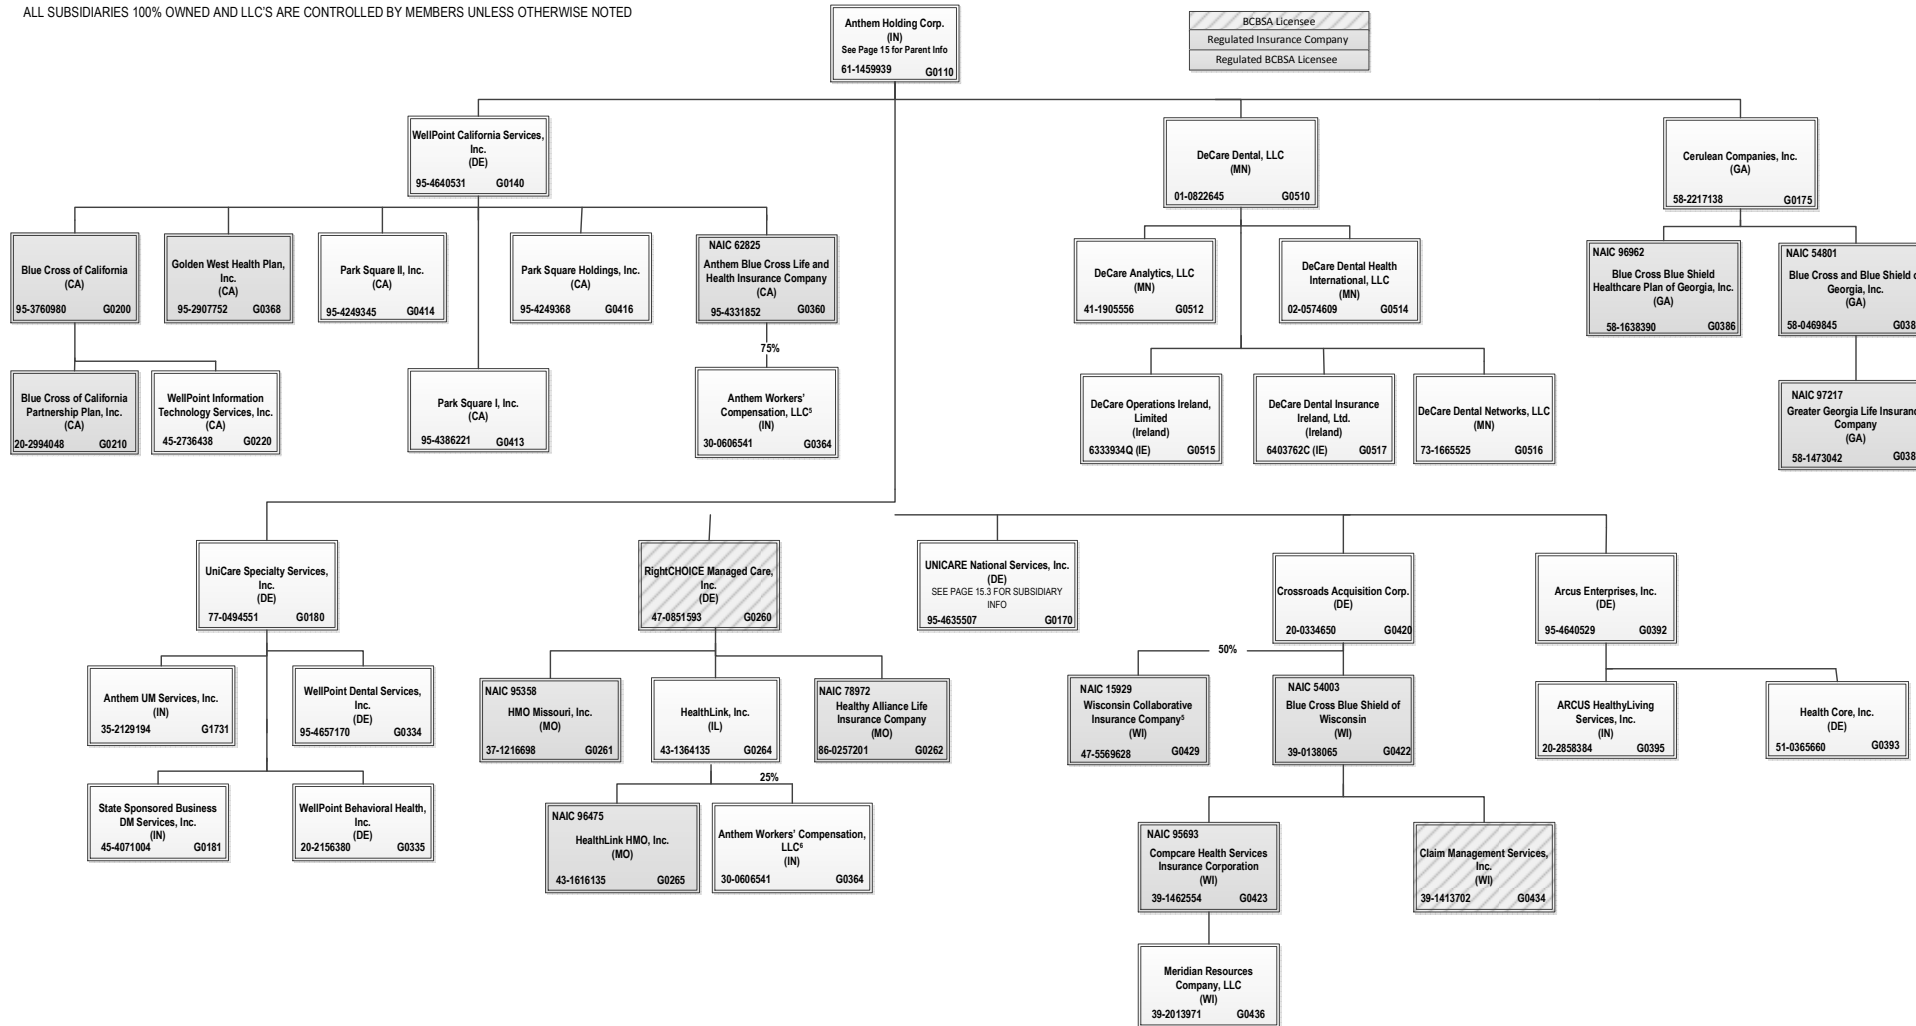 ALL SUBSIDIARIES 100% OWNED AND LLC'S ARE CONTROLLED BY MEMBERS UNLESS OTHERWISE NOTED
Anthem Holding Corp.
(IN)
See Page 15 for Parent Info
61-1459939 G0110
BCBSA Licensee
Regulated Insurance Company
Regulated BCBSA Licensee
WellPoint California Services,
Inc.
(DE)
95-4640531 G0140
DeCare Dental, LLC
(MN)
01-0822645 G0510
Cerulean Companies, Inc.
(GA)
58-2217138 G0175
Blue Cross of California
(CA)
95-3760980 G0200
Golden West Health Plan,
Inc.
(CA)
95-2907752 G0368
Park Square II, Inc.
(CA)
95-4249345 G0414
Park Square Holdings, Inc.
(CA)
95-4249368 G0416
NAIC 62825
Anthem Blue Cross Life and
Health Insurance Company
(CA)
95-4331852 G0360
DeCare Analytics, LLC
(MN)
41-1905556 G0512
DeCare Dental Health
International, LLC
(MN)
02-0574609 G0514
NAIC 96962
Blue Cross Blue Shield
Healthcare Plan of Georgia, Inc.
(GA)
58-1638390 G0386
NAIC 54801
Blue Cross and Blue Shield o
Georgia, Inc.
(GA)
58-0469845 G038
75%
Blue Cross of California
Partnership Plan, Inc.
(CA)
20-2994048 G0210
WellPoint Information
Technology Services, Inc.
(CA)
45-2736438 G0220
Park Square I, Inc.
(CA)
95-4386221 G0413
Anthem Workers'
Compensation, LLC⁵
(IN)
30-0606541 G0364
DeCare Operations Ireland,
Limited
(Ireland)
6333934Q (IE) G0515
DeCare Dental Insurance
Ireland, Ltd.
(Ireland)
6403762C (IE) G0517
DeCare Dental Networks, LLC
(MN)
73-1665525 G0516
NAIC 97217
Greater Georgia Life Insuranc
Company
(GA)
58-1473042 G038
UniCare Specialty Services,
Inc.
(DE)
77-0494551 G0180
RightCHOICE Managed Care,
Inc.
(DE)
47-0851593 G0260
UNICARE National Services, Inc.
(DE)
SEE PAGE 15.3 FOR SUBSIDIARY
INFO
95-4635507 G0170
Crossroads Acquisition Corp.
(DE)
20-0334650 G0420
Arcus Enterprises, Inc.
(DE)
95-4640529 G0392
50%
Anthem UM Services, Inc.
(IN)
35-2129194 G1731
WellPoint Dental Services,
Inc.
(DE)
95-4657170 G0334
NAIC 95358
HMO Missouri, Inc.
(MO)
37-1216698 G0261
HealthLink, Inc.
(IL)
43-1364135 G0264
NAIC 78972
Healthy Alliance Life
Insurance Company
(MO)
86-0257201 G0262
NAIC 15929
Wisconsin Collaborative
Insurance Company⁵
(WI)
47-5569628 G0429
NAIC 54003
Blue Cross Blue Shield of
Wisconsin
(WI)
39-0138065 G0422
ARCUS HealthyLiving
Services, Inc.
(IN)
20-2858384 G0395
Health Core, Inc.
(DE)
51-0365660 G0393
25%
State Sponsored Business
DM Services, Inc.
(IN)
45-4071004 G0181
WellPoint Behavioral Health,
Inc.
(DE)
20-2156380 G0335
NAIC 96475
HealthLink HMO, Inc.
(MO)
43-1616135 G0265
Anthem Workers' Compensation,
LLC⁶
(IN)
30-0606541 G0364
NAIC 95693
Compcare Health Services
Insurance Corporation
(WI)
39-1462554 G0423
Claim Management Services,
Inc.
(WI)
39-1413702 G0434
Meridian Resources
Company, LLC
(WI)
39-2013971 G0436